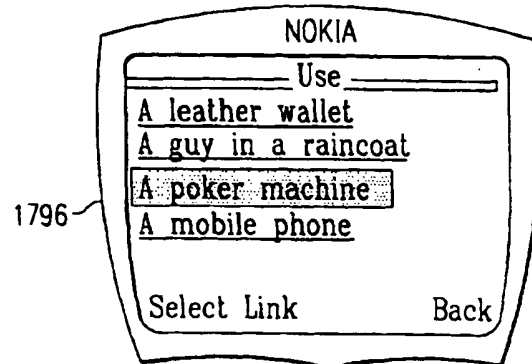 NOKIA
Use
A leather wallet
A guy in a raincoat
A poker machine
A mobile phone
1796
Select Link Back